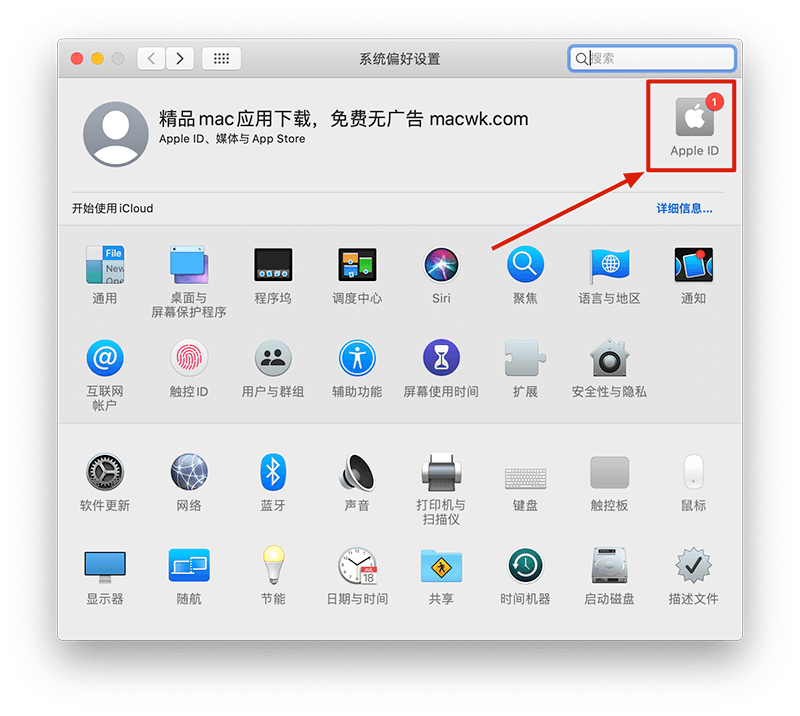 系统偏好设置
搜索
精品mac应用下载，免费无广告 macwk.com
Apple ID、媒体与 App Store
1
Apple ID
开始使用 iCloud
详细信息...
File
New
通用
桌面与
屏幕保护程序
程序坞
调度中心
Siri
聚焦
语言与地区
通知
互联网
帐户
触控 ID
用户与群组
辅助功能
屏幕使用时间
扩展
安全性与隐私
软件更新
网络
蓝牙
声音
打印机与
扫描仪
键盘
触控板
鼠标
显示器
随航
节能
JUL
18
日期与时间
共享
时间机器
启动磁盘
描述文件